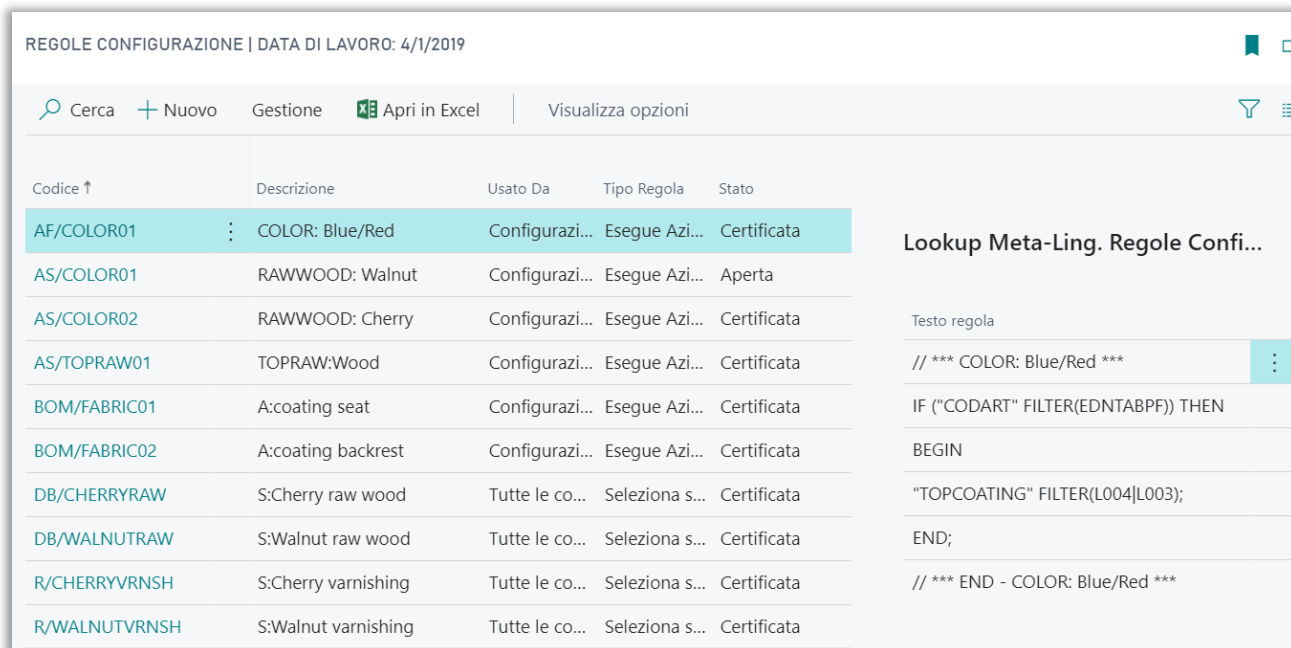 REGOLE CONFIGURAZIONE | DATA DI LAVORO: 4/1/2019
Cerca Nuovo Gestione Apri in Excel Visualizza opzioni
Codice ↑ Descrizione Usato Da Tipo Regola Stato
AF/COLOR01 COLOR: Blue/Red Configurazi... Esegue Azi... Certificata
AS/COLOR01 RAWWOOD: Walnut Configurazi... Esegue Azi... Aperta
AS/COLOR02 RAWWOOD: Cherry Configurazi... Esegue Azi... Certificata
AS/TOPRAW01 TOPRAW:Wood Configurazi... Esegue Azi... Certificata
BOM/FABRIC01 A:coating seat Configurazi... Esegue Azi... Certificata
BOM/FABRIC02 A:coating backrest Configurazi... Esegue Azi... Certificata
DB/CHERRYRAW S:Cherry raw wood Tutte le co... Seleziona s... Certificata
DB/WALNUTRAW S:Walnut raw wood Tutte le co... Seleziona s... Certificata
R/CHERRYVRNSH S:Cherry varnishing Tutte le co... Seleziona s... Certificata
R/WALNUTVRNSH S:Walnut varnishing Tutte le co... Seleziona s... Certificata
Lookup Meta-Ling. Regole Confi...
Testo regola
// *** COLOR: Blue/Red ***
IF ("CODART" FILTER(EDNTABPF)) THEN
BEGIN
"TOPCOATING" FILTER(L004|L003);
END;
// *** END - COLOR: Blue/Red ***